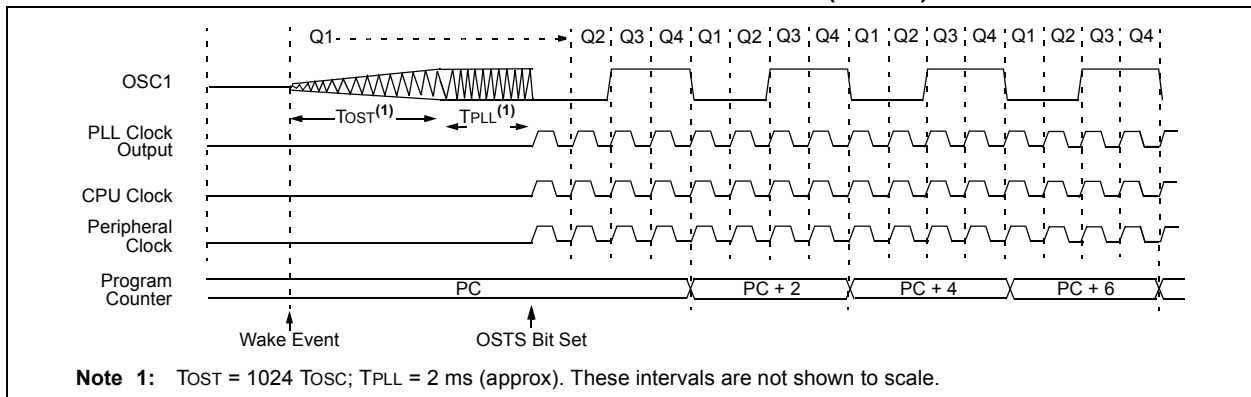 Q1 Q2 Q3 Q4 Q1 Q2 Q3 Q4 Q1 Q2 Q3 Q4 Q1 Q2 Q3 Q4
OSC1
TOST(1) TPLL(1)
PLL Clock
Output
CPU Clock
Peripheral
Clock
Program
Counter
PC PC + 2 PC + 4 PC + 6
Wake Event OSTS Bit Set
Note 1: TOST = 1024 TOSC; TPLL = 2 ms (approx). These intervals are not shown to scale.